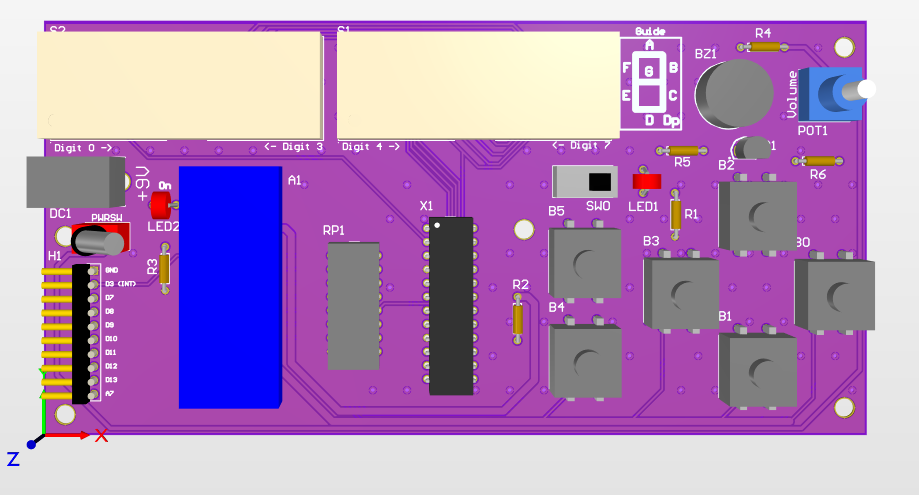 S2
S1
Guide
A
F
B
G
E
C
D
Dp
R4
BZ1
Volume
POT1
Digit 0 ->
<- Digit 3
Digit 4 ->
<- Digit 7
R5
B2
R6
+9V
On
A1
DC1
LED2
PWRSW
SW0
LED1
B5
X1
R1
RP1
B3
B0
H1
R3
GND
D3 (INT)
D7
D8
D9
D10
D11
D12
D13
A7
R2
B4
B1
X
Z